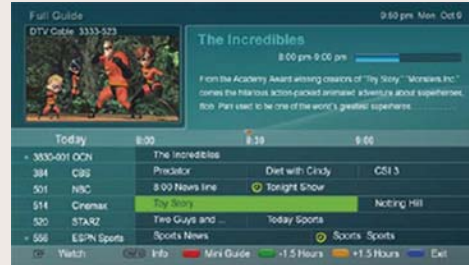 Full Guide
9:50 pm Mon Oct 9
DTV Cable 3333-523
The Incredibles
8:00 pm-9:00 pm
From the Academy Award winning creators of "Toy Story" "Monsters,Inc."
comes the hilarious action-packed animated adventure about superheroes.
Bob Parr used to be one of the world's greatest superheros
Today 8:00 8:30 9:00
3830-001 OCN The Incredibles
384 CBS Predator Diet with Cindy CSI 3
501 NBC 8:00 News line Tonight Show
514 Cinemax Toy Story Notting Hill
520 STARZ Two Guys and ... Today Sports
556 ESPN Sports Sports News Sports Sports
Watch Info Mini Guide -1.5 Hours +1.5 Hours Exit